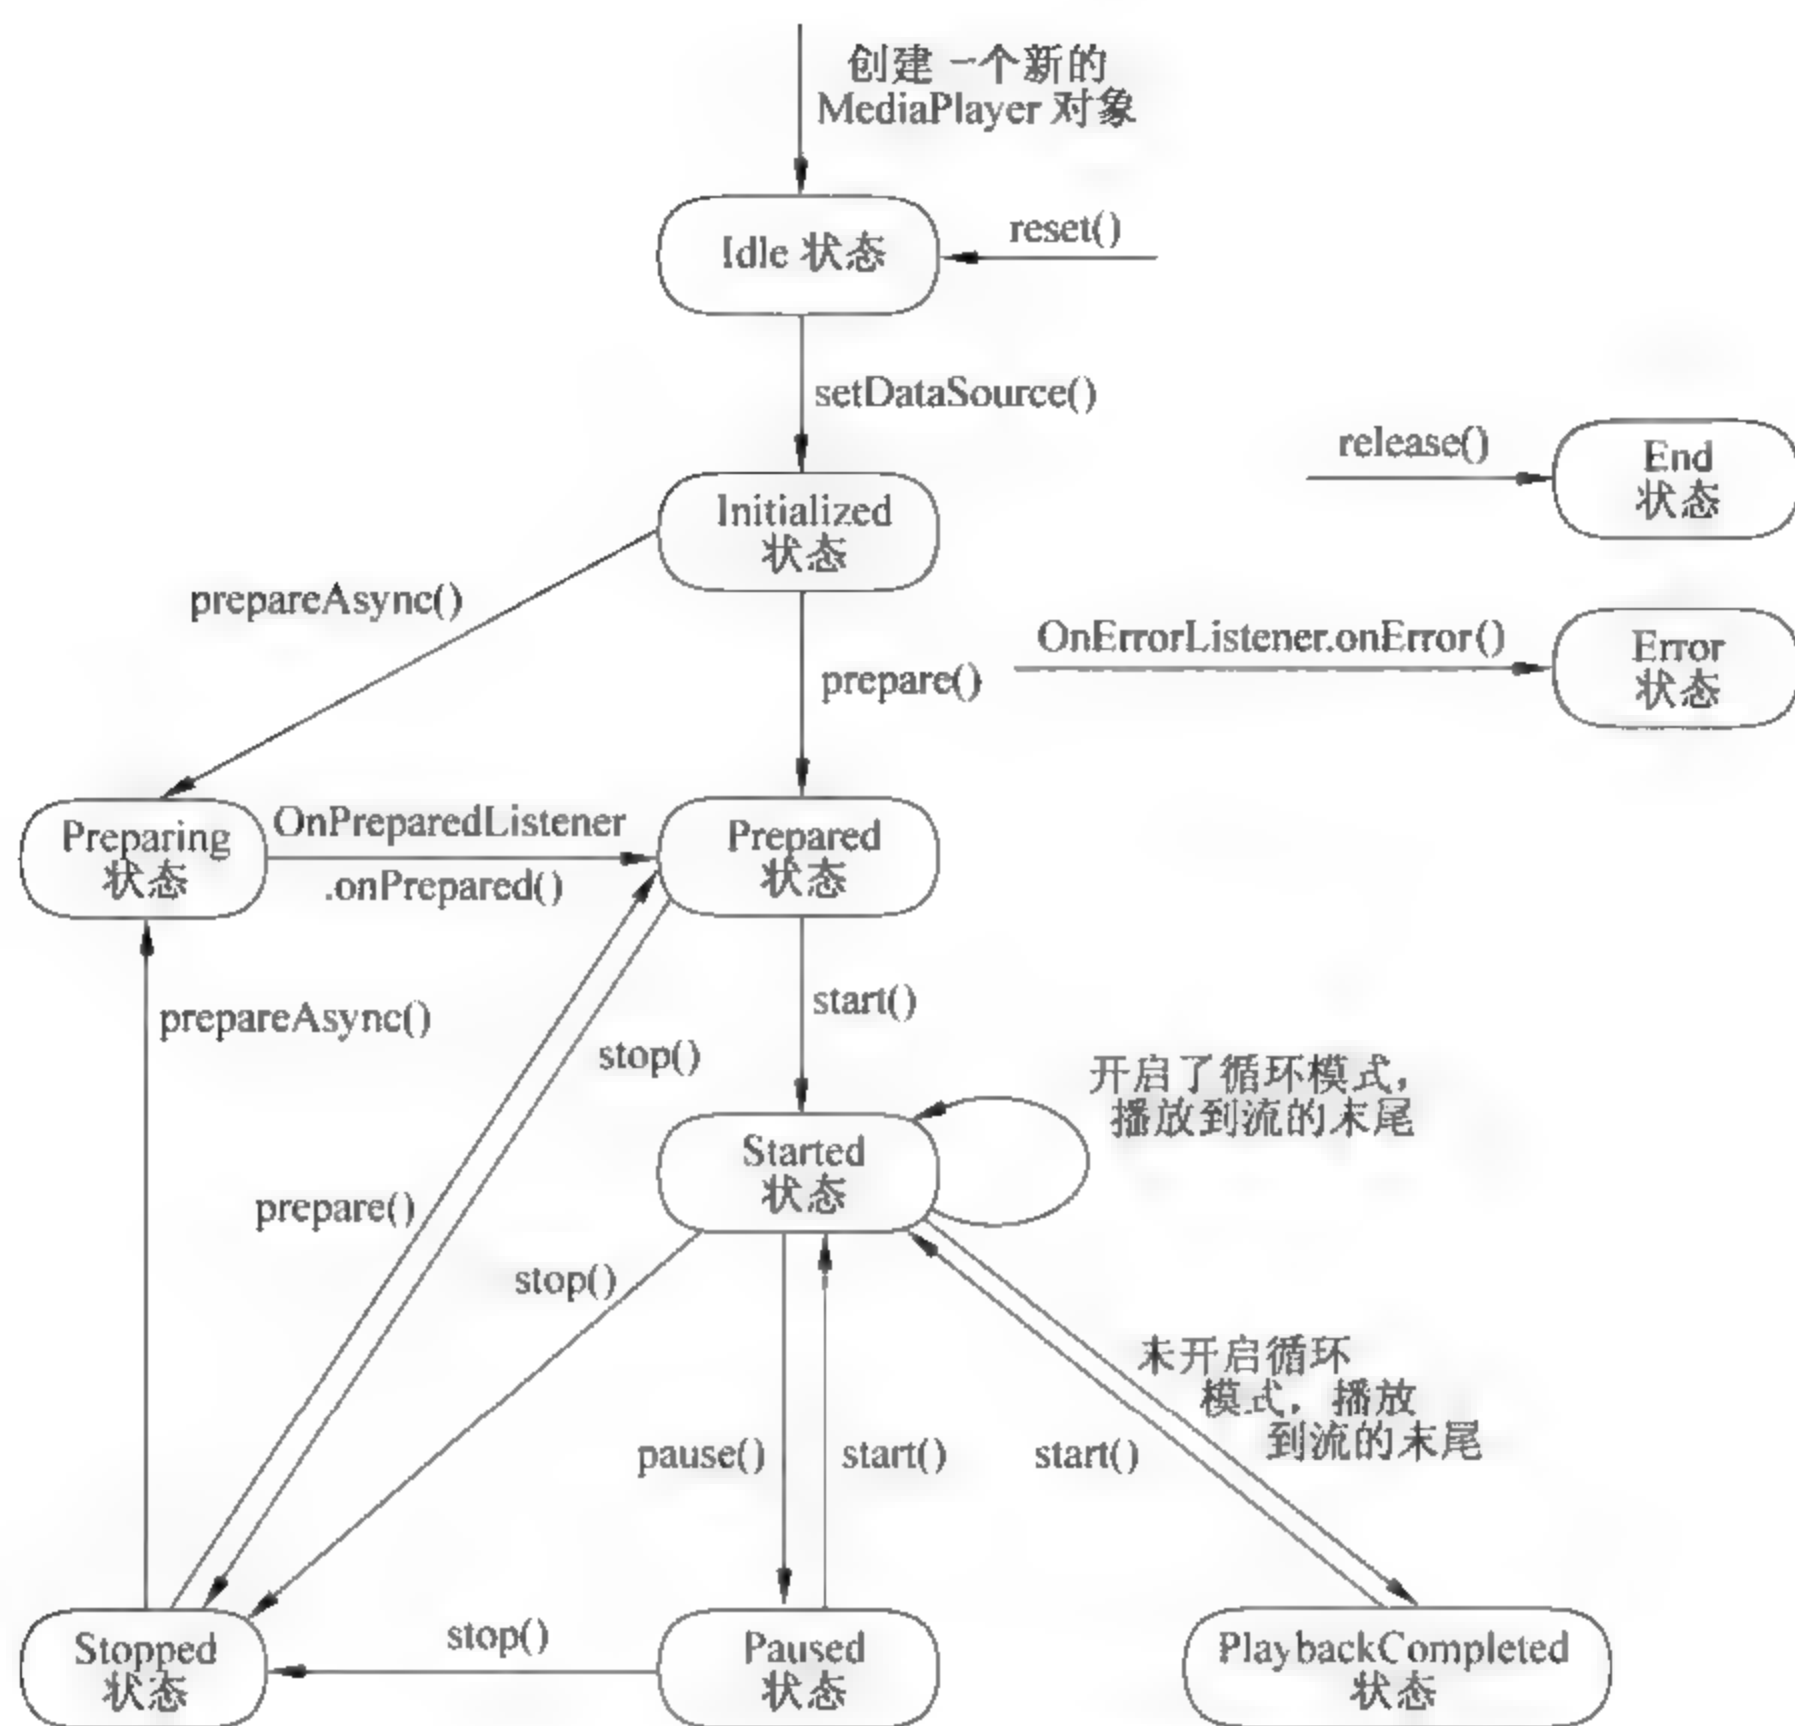 创建一个新的
MediaPlayer 对象
Idle 状态
reset()
setDataSource()
release()
End
状态
Initialized
状态
prepareAsync()
OnErrorListener.onError()
Error
状态
prepare()
Preparing
状态
OnPreparedListener
.onPrepared()
Prepared
状态
prepareAsync()
stop()
start()
开启了循环模式，
播放到流的末尾
Started
状态
prepare()
stop()
未开启循环
模式，播放
到流的末尾
pause()
start()
start()
Stopped
状态
stop()
Paused
状态
PlaybackCompleted
状态